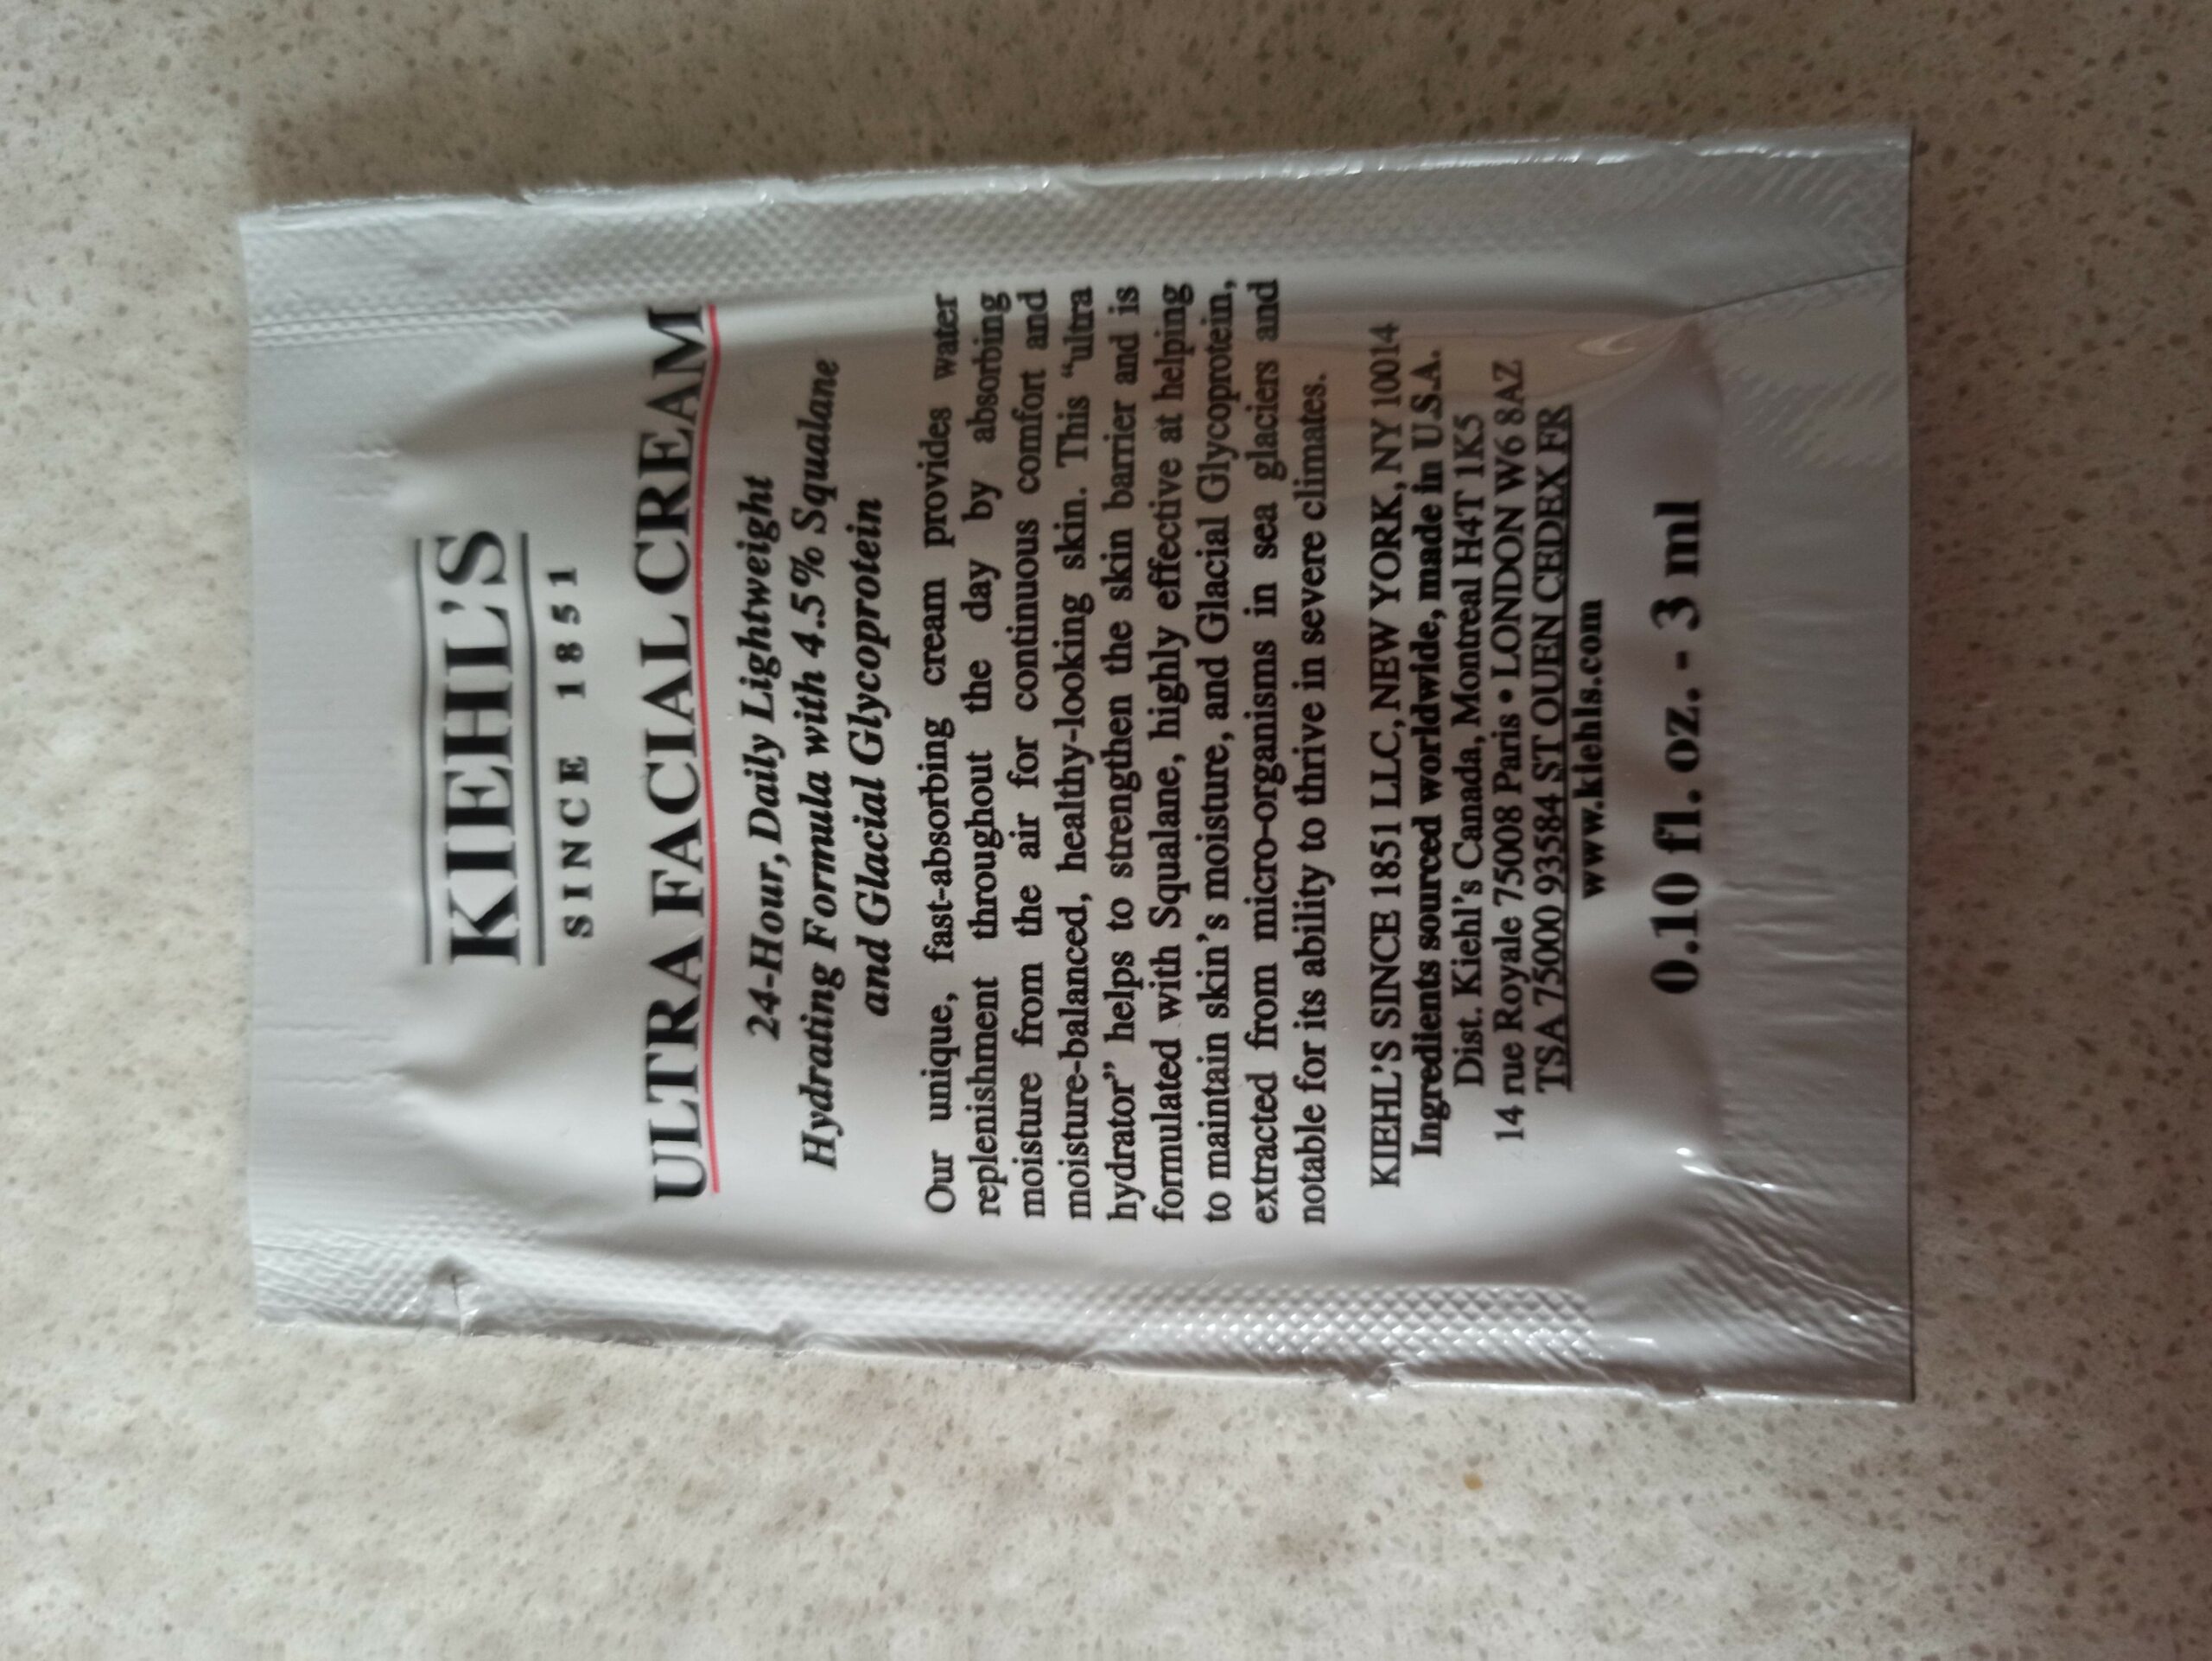 KIEHL'S
SINCE 1851
ULTRA FACIAL CREAM
24-Hour, Daily Lightweight
Hydrating Formula with 4.5% Squalane
and Glacial Glycoprotein
Our unique, fast-absorbing cream provides water
replenishment throughout the day by absorbing
moisture from the air for continuous comfort and
moisture-balanced, healthy-looking skin. This "ultra
hydrator" helps to strengthen the skin barrier and is
formulated with Squalane, highly effective at helping
to maintain skin's moisture, and Glacial Glycoprotein,
extracted from micro-organisms in sea glaciers and
notable for its ability to thrive in severe climates.
KIEHL'S SINCE 1851 LLC, NEW YORK, NY 10014
Ingredients sourced worldwide, made in U.S.A.
Dist. Kiehl's Canada, Montreal H4T 1K5
14 rue Royale 75008 Paris • LONDON W6 8AZ
TSA 75000 93584 ST OUEN CEDEX FR
www.kiehls.com
0.10 fl. oz. - 3 ml